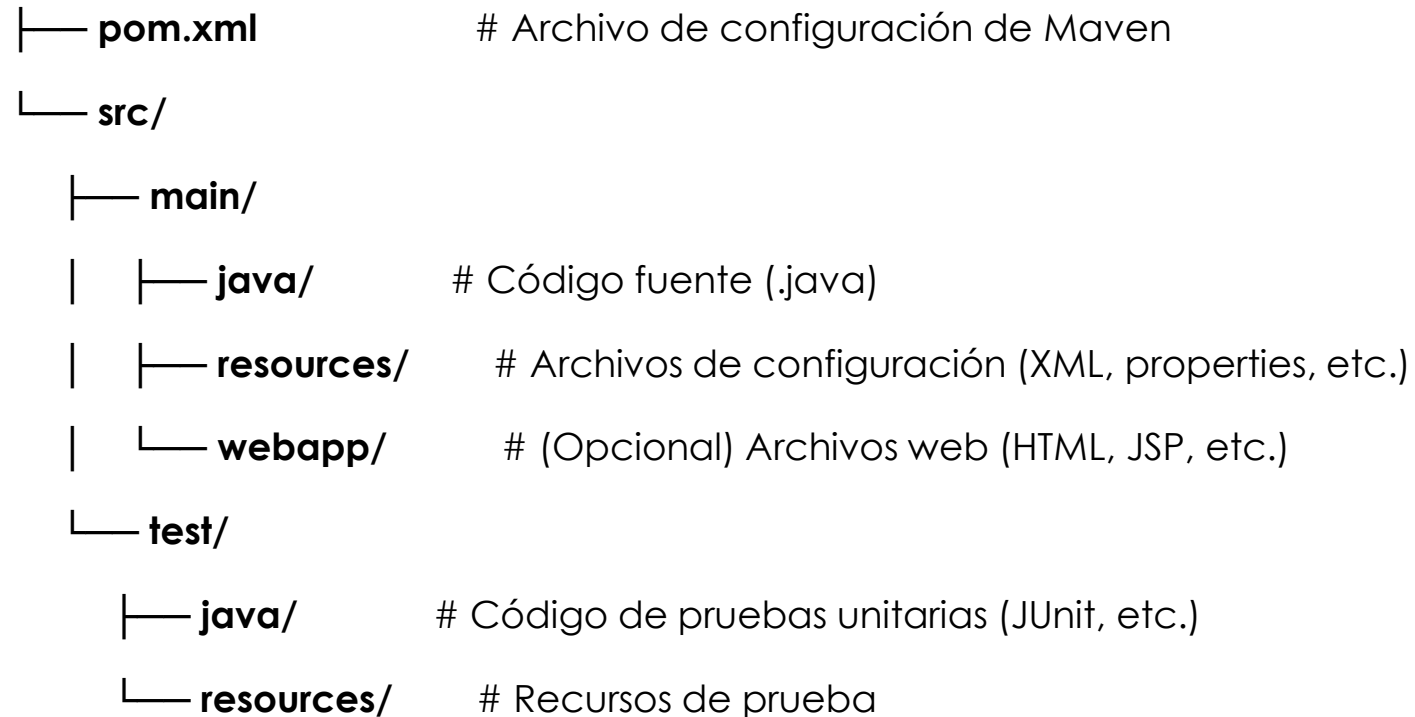 ├── pom.xml # Archivo de configuración de Maven
└── src/
├── main/
│ ├── java/ # Código fuente (.java)
│ ├── resources/ # Archivos de configuración (XML, properties, etc.)
│ └── webapp/ # (Opcional) Archivos web (HTML, JSP, etc.)
└── test/
├── java/ # Código de pruebas unitarias (JUnit, etc.)
└── resources/ # Recursos de prueba